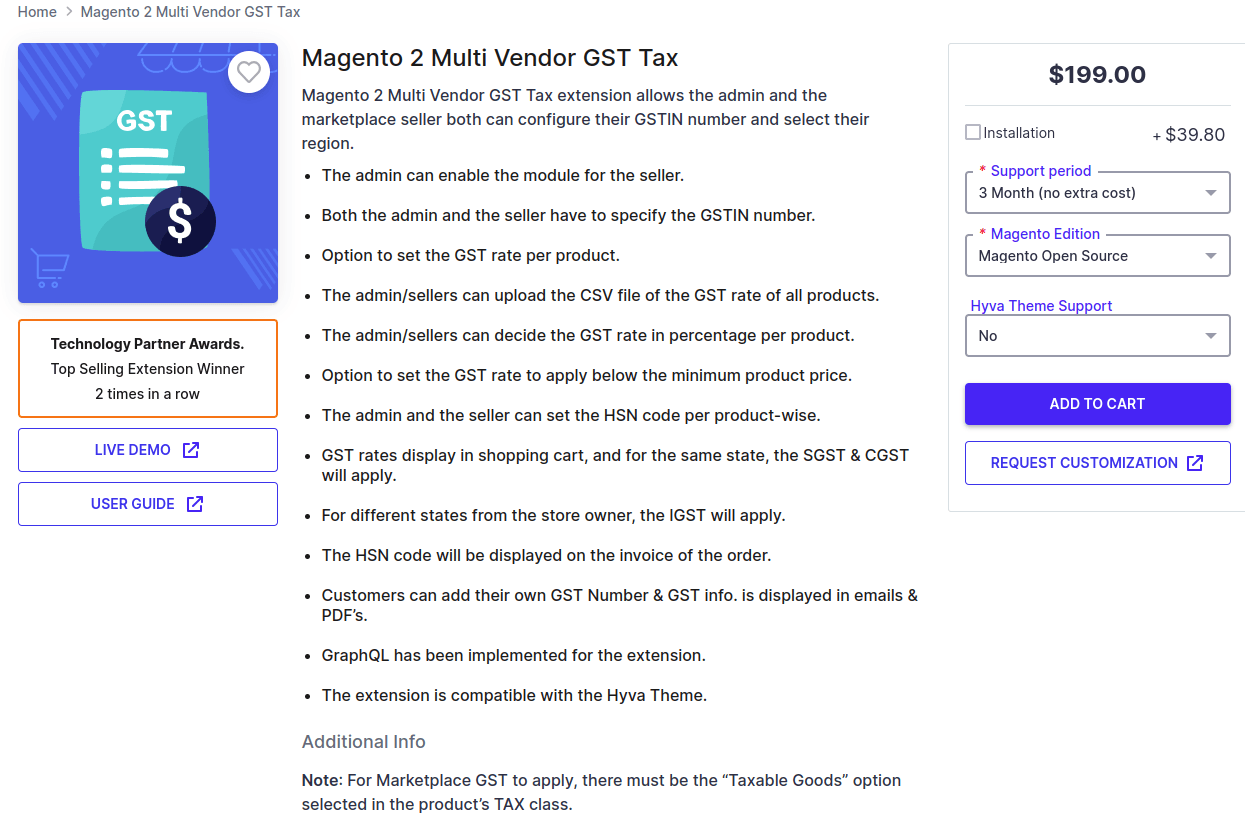 Home > Magento 2 Multi Vendor GST Tax
GST
$
Technology Partner Awards.
Top Selling Extension Winner
2 times in a row
LIVE DEMO
USER GUIDE
Magento 2 Multi Vendor GST Tax
Magento 2 Multi Vendor GST Tax extension allows the admin and the
marketplace seller both can configure their GSTIN number and select their
region.
• The admin can enable the module for the seller.
• Both the admin and the seller have to specify the GSTIN number.
• Option to set the GST rate per product.
• The admin/sellers can upload the CSV file of the GST rate of all products.
• The admin/sellers can decide the GST rate in percentage per product.
• Option to set the GST rate to apply below the minimum product price.
• The admin and the seller can set the HSN code per product-wise.
• GST rates display in shopping cart, and for the same state, the SGST & CGST
will apply.
• For different states from the store owner, the IGST will apply.
• The HSN code will be displayed on the invoice of the order.
• Customers can add their own GST Number & GST info. is displayed in emails &
PDF’s.
• GraphQL has been implemented for the extension.
• The extension is compatible with the Hyva Theme.
Additional Info
Note: For Marketplace GST to apply, there must be the “Taxable Goods” option
selected in the product’s TAX class.
$199.00
Installation + $39.80
* Support period
3 Month (no extra cost)
* Magento Edition
Magento Open Source
Hyva Theme Support
No
ADD TO CART
REQUEST CUSTOMIZATION